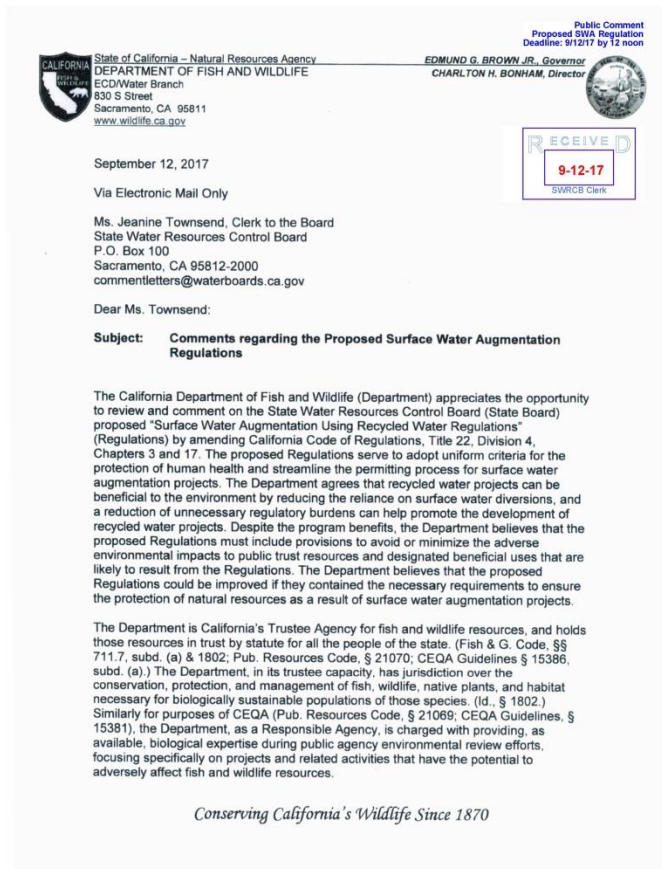 Public Comment
Proposed SWA Regulation
Deadline: 9/12/17 by 12 noon
CALIFORNIA
FISH &
WILDLIFE
State of California – Natural Resources Agency
DEPARTMENT OF FISH AND WILDLIFE
ECD/Water Branch
830 S Street
Sacramento, CA 95811
www.wildlife.ca.gov
EDMUND G. BROWN JR., Governor
CHARLTON H. BONHAM, Director
RECEIVED
9-12-17
SWRCB Clerk
September 12, 2017
Via Electronic Mail Only
Ms. Jeanine Townsend, Clerk to the Board
State Water Resources Control Board
P.O. Box 100
Sacramento, CA 95812-2000
commentletters@waterboards.ca.gov
Dear Ms. Townsend:
Subject: Comments regarding the Proposed Surface Water Augmentation
Regulations
The California Department of Fish and Wildlife (Department) appreciates the opportunity
to review and comment on the State Water Resources Control Board (State Board)
proposed "Surface Water Augmentation Using Recycled Water Regulations"
(Regulations) by amending California Code of Regulations, Title 22, Division 4,
Chapters 3 and 17. The proposed Regulations serve to adopt uniform criteria for the
protection of human health and streamline the permitting process for surface water
augmentation projects. The Department agrees that recycled water projects can be
beneficial to the environment by reducing the reliance on surface water diversions, and
a reduction of unnecessary regulatory burdens can help promote the development of
recycled water projects. Despite the program benefits, the Department believes that the
proposed Regulations must include provisions to avoid or minimize the adverse
environmental impacts to public trust resources and designated beneficial uses that are
likely to result from the Regulations. The Department believes that the proposed
Regulations could be improved if they contained the necessary requirements to ensure
the protection of natural resources as a result of surface water augmentation projects.
The Department is California's Trustee Agency for fish and wildlife resources, and holds
those resources in trust by statute for all the people of the state. (Fish & G. Code, §§
711.7, subd. (a) & 1802; Pub. Resources Code, § 21070; CEQA Guidelines § 15386,
subd. (a).) The Department, in its trustee capacity, has jurisdiction over the
conservation, protection, and management of fish, wildlife, native plants, and habitat
necessary for biologically sustainable populations of those species. (Id., § 1802.)
Similarly for purposes of CEQA (Pub. Resources Code, § 21069; CEQA Guidelines, §
15381), the Department, as a Responsible Agency, is charged with providing, as
available, biological expertise during public agency environmental review efforts,
focusing specifically on projects and related activities that have the potential to
adversely affect fish and wildlife resources.
Conserving California's Wildlife Since 1870